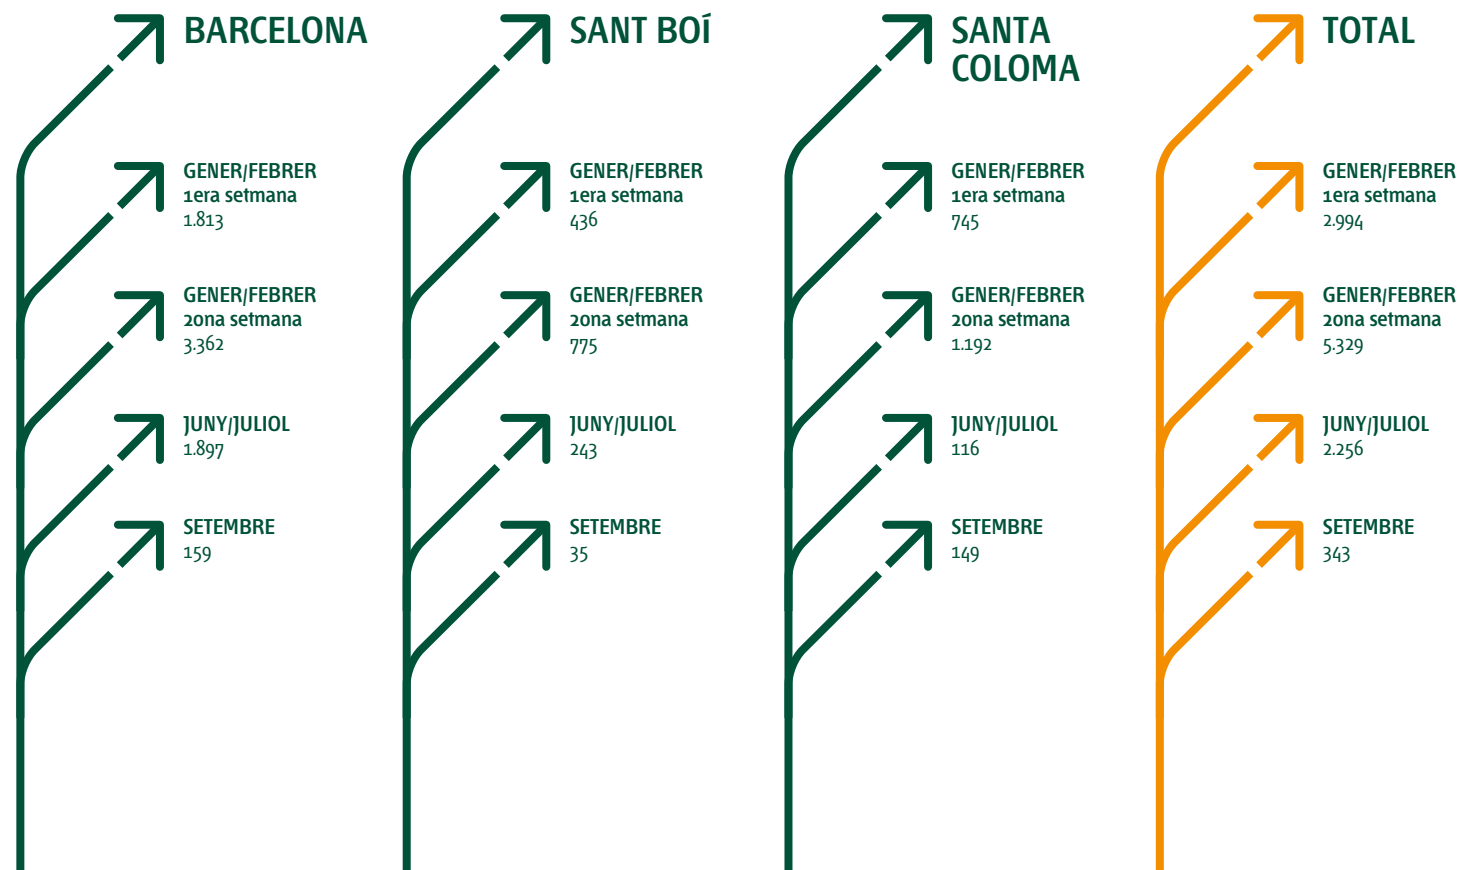 BARCELONA
GENER/FEBRER
1era setmana
1.813
GENER/FEBRER
2ona setmana
3.362
JUNY/JULIOL
1.897
SETEMBRE
159
SANT BOÍ
GENER/FEBRER
1era setmana
436
GENER/FEBRER
2ona setmana
775
JUNY/JULIOL
243
SETEMBRE
35
SANTA
COLOMA
GENER/FEBRER
1era setmana
745
GENER/FEBRER
2ona setmana
1.192
JUNY/JULIOL
116
SETEMBRE
149
TOTAL
GENER/FEBRER
1era setmana
2.994
GENER/FEBRER
2ona setmana
5.329
JUNY/JULIOL
2.256
SETEMBRE
343